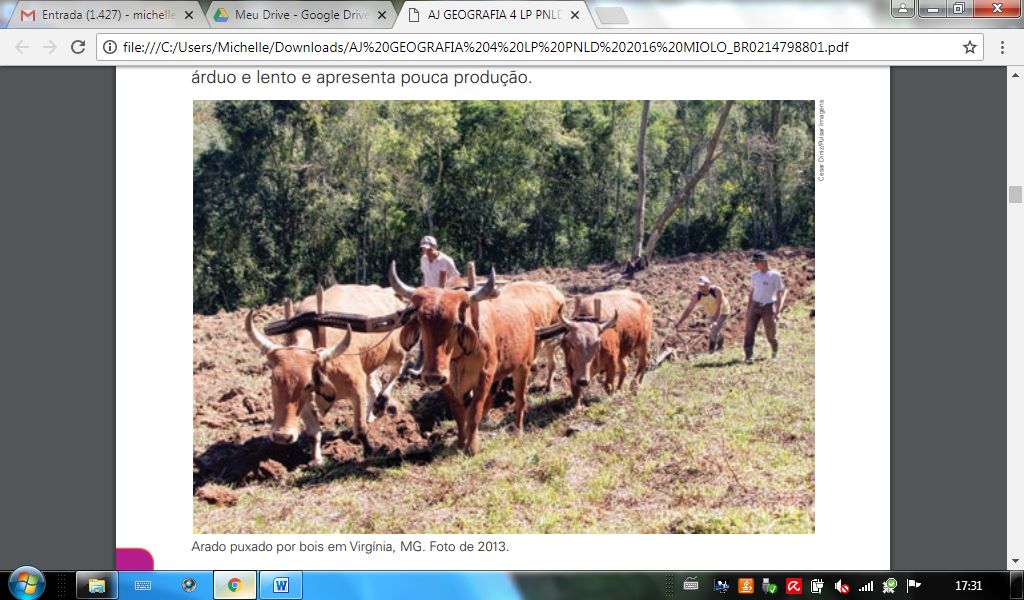 Entrada (1.427) - michelle
Meu Drive - Google Drive
AJ GEOGRAFIA 4 LP PNLD
file:///C:/Users/Michelle/Downloads/AJ%20GEOGRAFIA%204%20LP%20PNLD%202016%20MIOLO_BR0214798801.pdf
árduo e lento e apresenta pouca produção.
Cesar Diniz/Pulsar Imagens
Arado puxado por bois em Virgínia, MG. Foto de 2013.
17:31